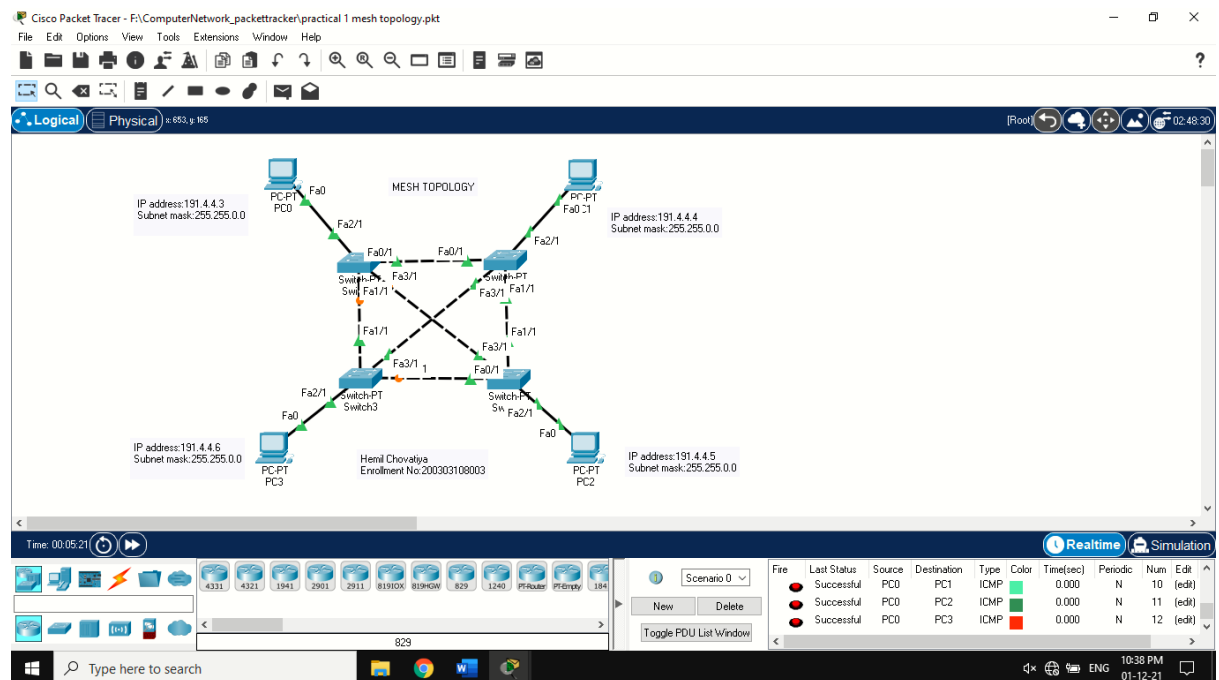 Cisco Packet Tracer - F:\ComputerNetwork_packettracker\practical 1 mesh topology.pkt
File Edit Options View Tools Extensions Window Help
?
Logical Physical x: 653, y: 165 [Root] 02:48:30
MESH TOPOLOGY
PC-PT
PC0
Fa0
IP address:191.4.4.3
Subnet mask:255.255.0.0
PC-PT
Fa0
IP address:191.4.4.4
Subnet mask:255.255.0.0
Fa2/1
Fa2/1
Fa0/1 Fa0/1
Fa3/1
Fa1/1
Fa3/1 Fa1/1
Fa1/1 Fa1/1
Fa3/1
Fa3/1 1 Fa0/1
Fa2/1 Switch-PT
Switch3
Switch-PT
Fa2/1
Fa0
Fa0
IP address:191.4.4.6
Subnet mask:255.255.0.0
PC-PT
PC3
Hemil Chovatiya
Enrollment No:200303108003
PC-PT
PC2
IP address:191.4.4.5
Subnet mask:255.255.0.0
Time: 00:05:21 Realtime Simulation
4331 4321 1941 2901 2911 819IOX 819HGW 829 1240 PT-Router PT-Empty 184
829
Scenario 0
New Delete
Toggle PDU List Window
Fire Last Status Source Destination Type Color Time(sec) Periodic Num Edit
Successful PC0 PC1 ICMP 0.000 N 10 (edit)
Successful PC0 PC2 ICMP 0.000 N 11 (edit)
Successful PC0 PC3 ICMP 0.000 N 12 (edit)
Type here to search
ENG 10:38 PM
01-12-21